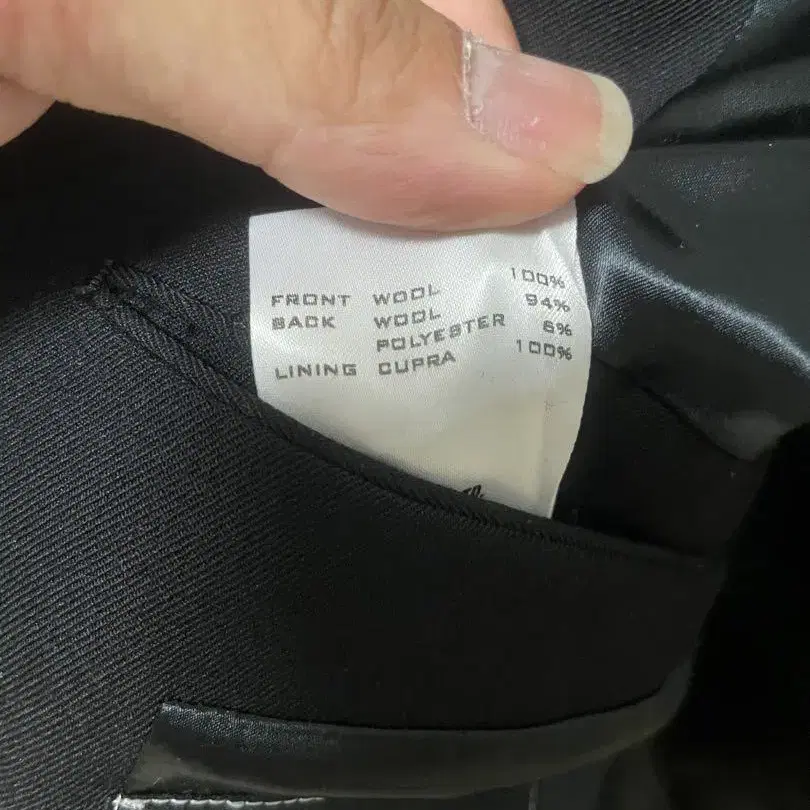 FRONT WOOL 100%
BACK WOOL 94%
POLYESTER 6%
LINING CUPRA 100%